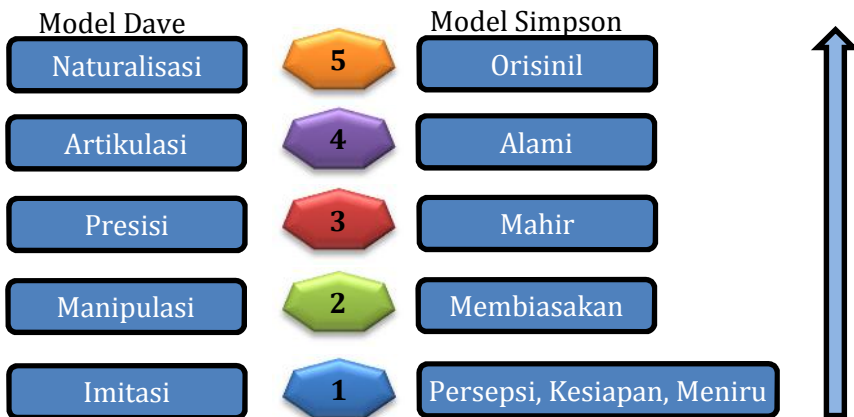 Model Dave Model Simpson
Naturalisasi 5 Orisinil
Artikulasi 4 Alami
Presisi 3 Mahir
Manipulasi 2 Membiasakan
Imitasi 1 Persepsi, Kesiapan, Meniru